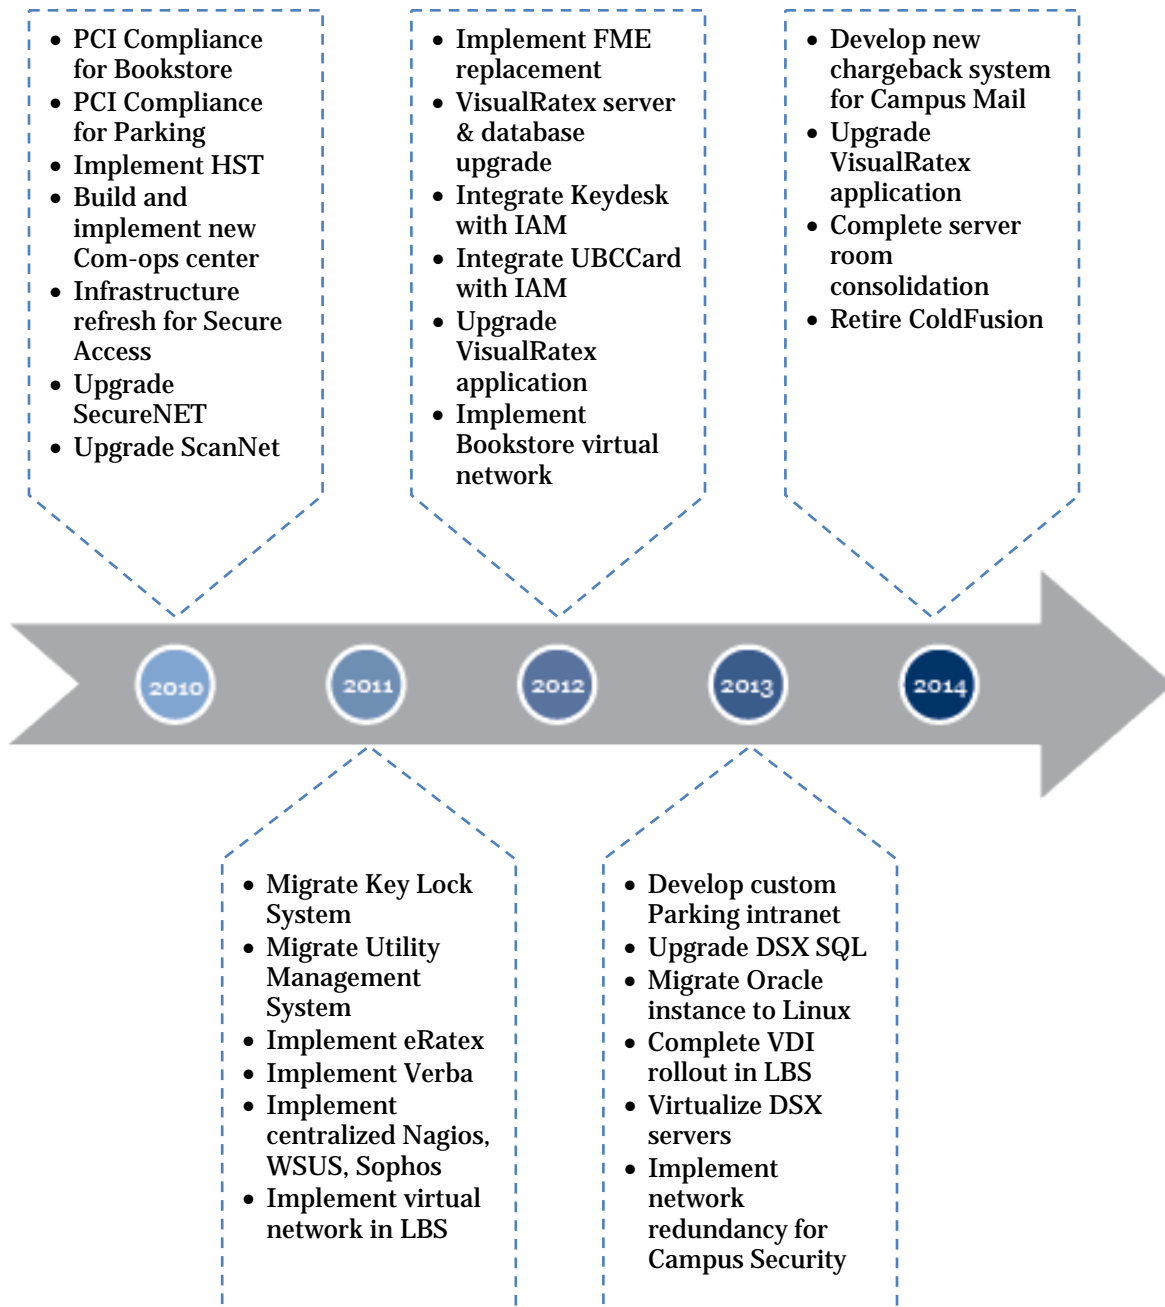 • PCI Compliance
for Bookstore
• PCI Compliance
for Parking
• Implement HST
• Build and
implement new
Com-ops center
• Infrastructure
refresh for Secure
Access
• Upgrade
SecureNET
• Upgrade ScanNet
• Implement FME
replacement
• VisualRatex server
& database
upgrade
• Integrate Keydesk
with IAM
• Integrate UBCCard
with IAM
• Upgrade
VisualRatex
application
• Implement
Bookstore virtual
network
• Develop new
chargeback system
for Campus Mail
• Upgrade
VisualRatex
application
• Complete server
room
consolidation
• Retire ColdFusion
2010
2011
2012
2013
2014
• Migrate Key Lock
System
• Migrate Utility
Management
System
• Implement eRatex
• Implement Verba
• Implement
centralized Nagios,
WSUS, Sophos
• Implement virtual
network in LBS
• Develop custom
Parking intranet
• Upgrade DSX SQL
• Migrate Oracle
instance to Linux
• Complete VDI
rollout in LBS
• Virtualize DSX
servers
• Implement
network
redundancy for
Campus Security